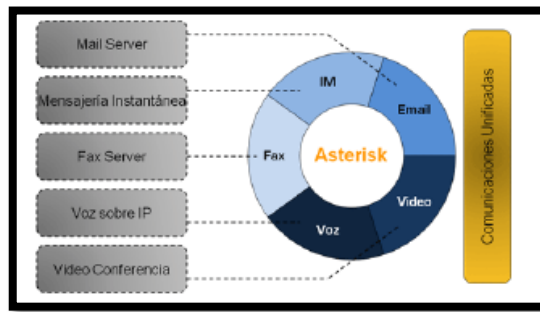 Mail Server
Mensajería Instantánea
Fax Server
Voz sobre IP
Video Conferencia
IM
Email
Fax
Asterisk
Voz
Video
Comunicaciones Unificadas